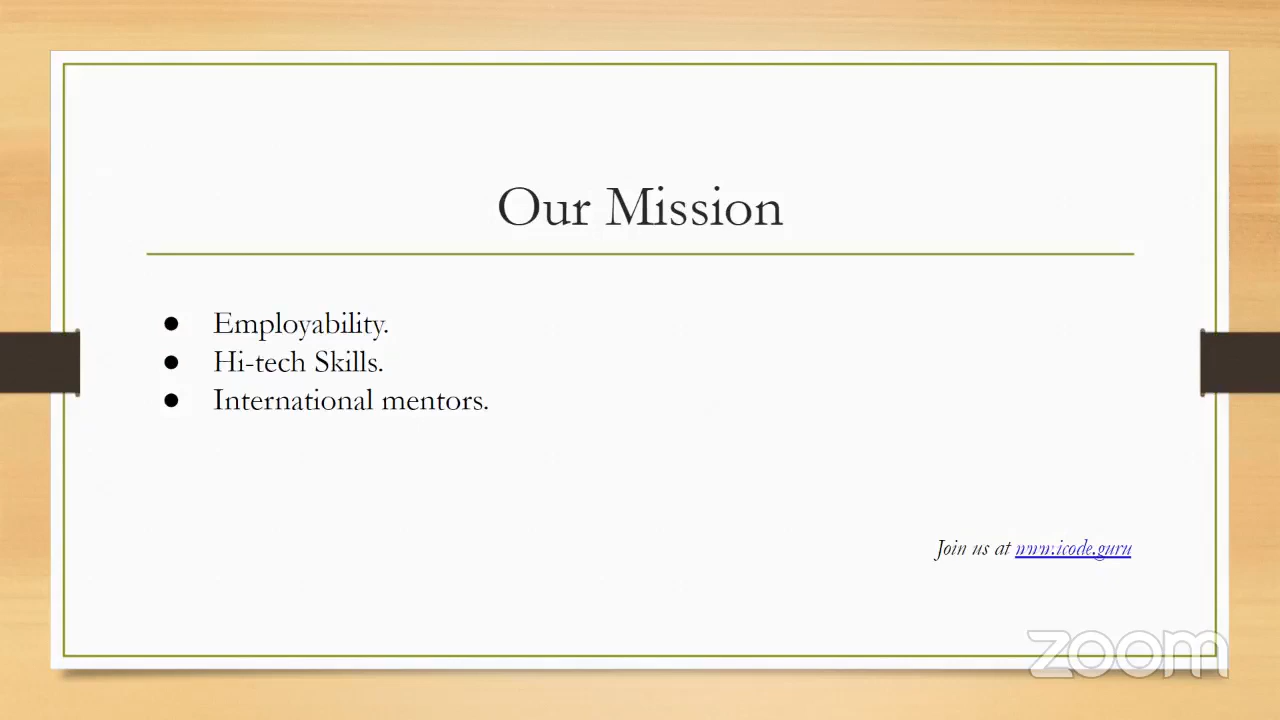 Our Mission
● Employability.
● Hi-tech Skills.
● International mentors.
Join us at www.icode.guru
zoom